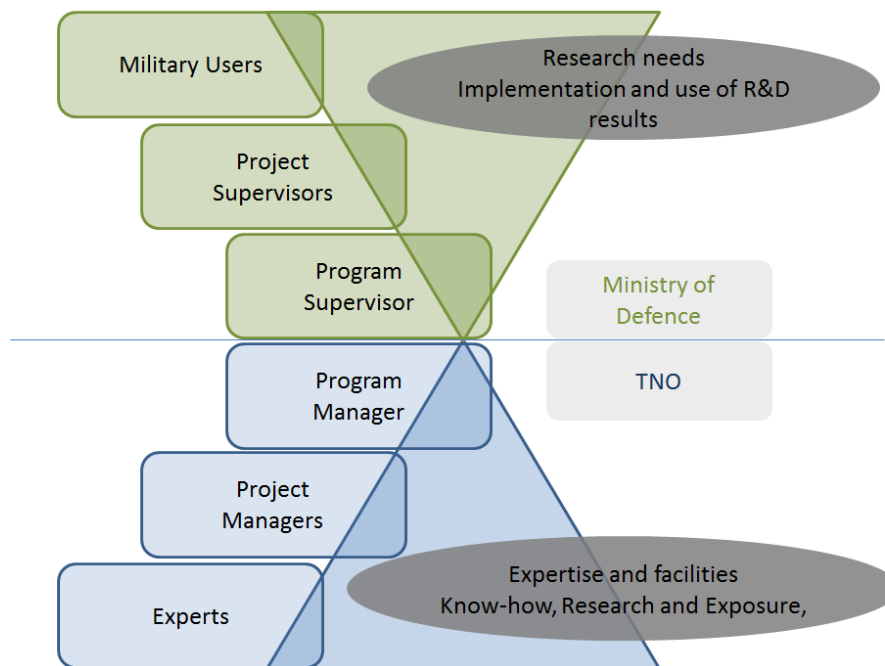 Military Users
Research needs
Implementation and use of R&D
results
Project
Supervisors
Program
Supervisor
Ministry of
Defence
Program
Manager
TNO
Project
Managers
Experts
Expertise and facilities
Know-how, Research and Exposure,